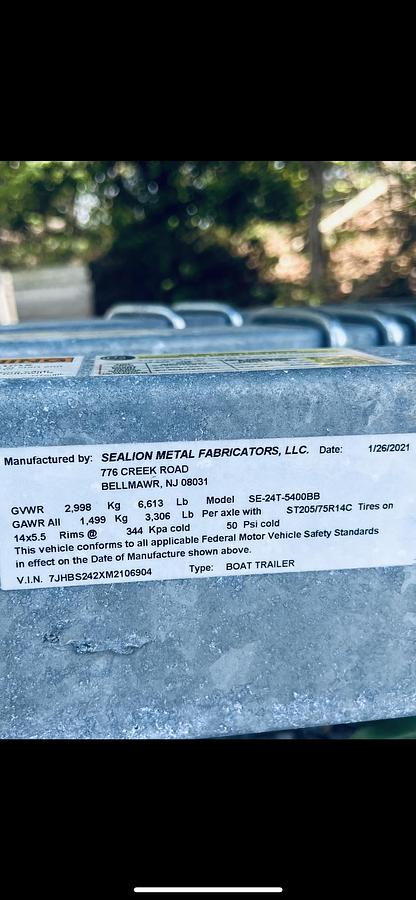 Manufactured by: SEALION METAL FABRICATORS, LLC. Date: 1/26/2021
776 CREEK ROAD
BELLMAWR, NJ 08031
GVWR 2,998 Kg 6,613 Lb Model SE-24T-5400BB
GAWR All 1,499 Kg 3,306 Lb Per axle with ST205/75R14C Tires on
14x5.5 Rims @ 344 Kpa cold 50 Psi cold
This vehicle conforms to all applicable Federal Motor Vehicle Safety Standards
in effect on the Date of Manufacture shown above.
V.I.N. 7JHBS242XM2106904 Type: BOAT TRAILER